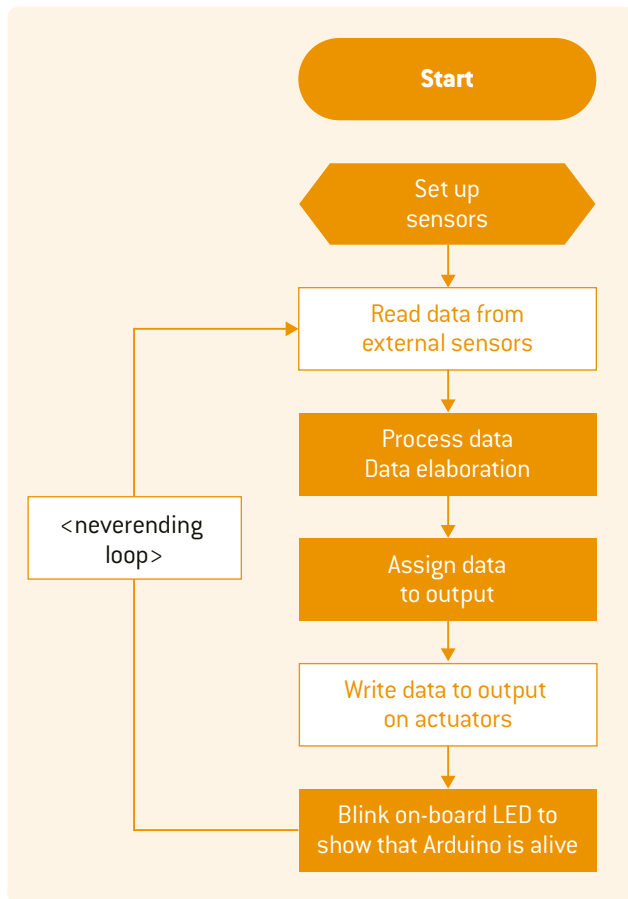 Start
Set up
sensors
Read data from
external sensors
Process data
Data elaboration
<neverending
loop>
Assign data
to output
Write data to output
on actuators
Blink on-board LED to
show that Arduino is alive